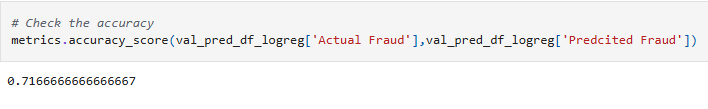 # Check the accuracy
metrics.accuracy_score(val_pred_df_logreg['Actual Fraud'],val_pred_df_logreg['Predcited Fraud'])
0.7166666666666667